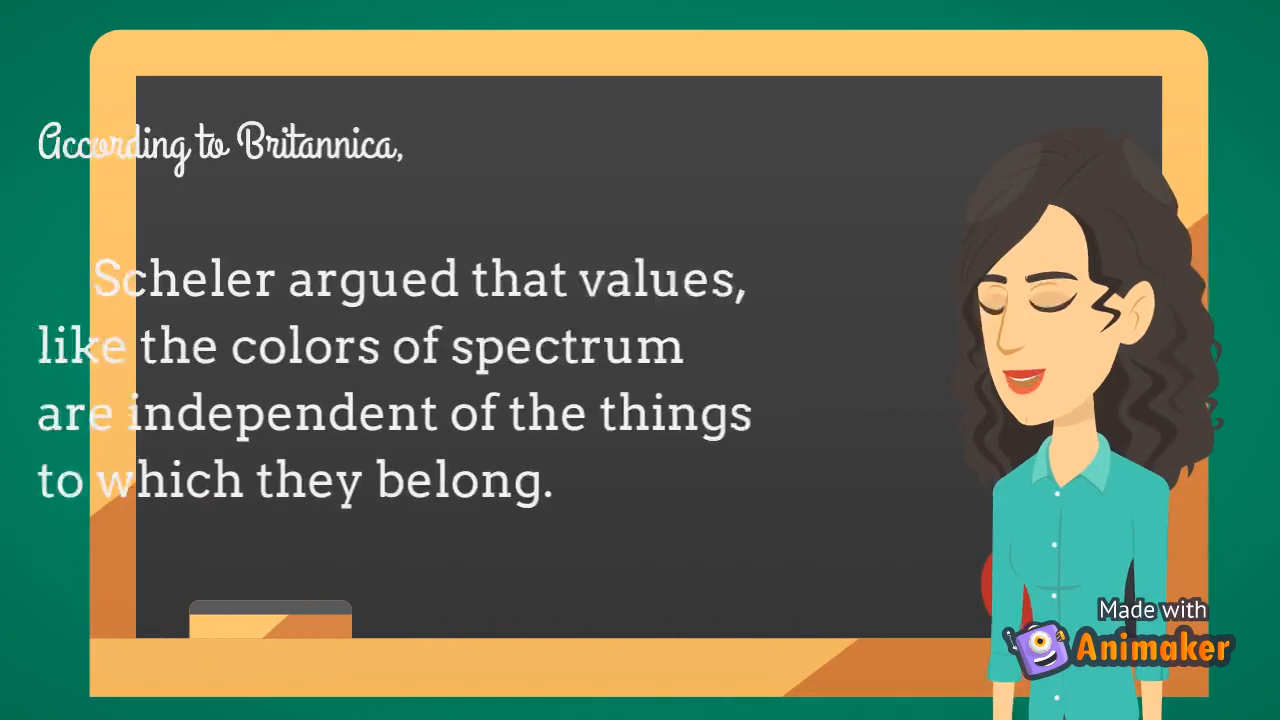 According to Britannica,
Scheler argued that values,
like the colors of spectrum
are independent of the things
to which they belong.
Made with
Animaker